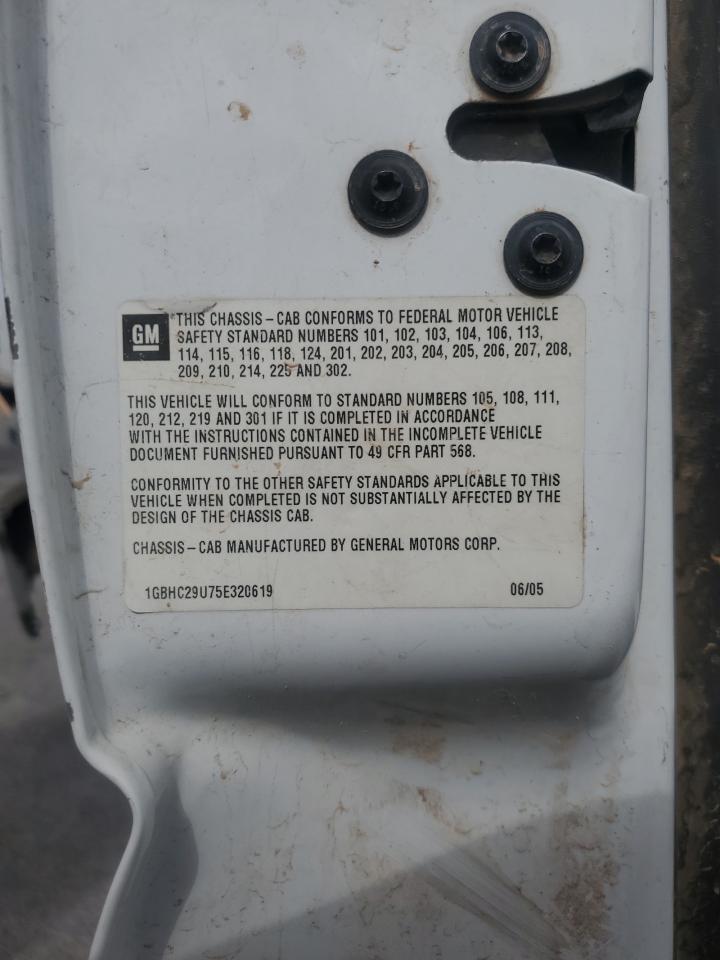 GM
THIS CHASSIS – CAB CONFORMS TO FEDERAL MOTOR VEHICLE
SAFETY STANDARD NUMBERS 101, 102, 103, 104, 106, 113,
114, 115, 116, 118, 124, 201, 202, 203, 204, 205, 206, 207, 208,
209, 210, 214, 225 AND 302.
THIS VEHICLE WILL CONFORM TO STANDARD NUMBERS 105, 108, 111,
120, 212, 219 AND 301 IF IT IS COMPLETED IN ACCORDANCE
WITH THE INSTRUCTIONS CONTAINED IN THE INCOMPLETE VEHICLE
DOCUMENT FURNISHED PURSUANT TO 49 CFR PART 568.
CONFORMITY TO THE OTHER SAFETY STANDARDS APPLICABLE TO THIS
VEHICLE WHEN COMPLETED IS NOT SUBSTANTIALLY AFFECTED BY THE
DESIGN OF THE CHASSIS CAB.
CHASSIS – CAB MANUFACTURED BY GENERAL MOTORS CORP.
1GBHC29U75E320619 06/05